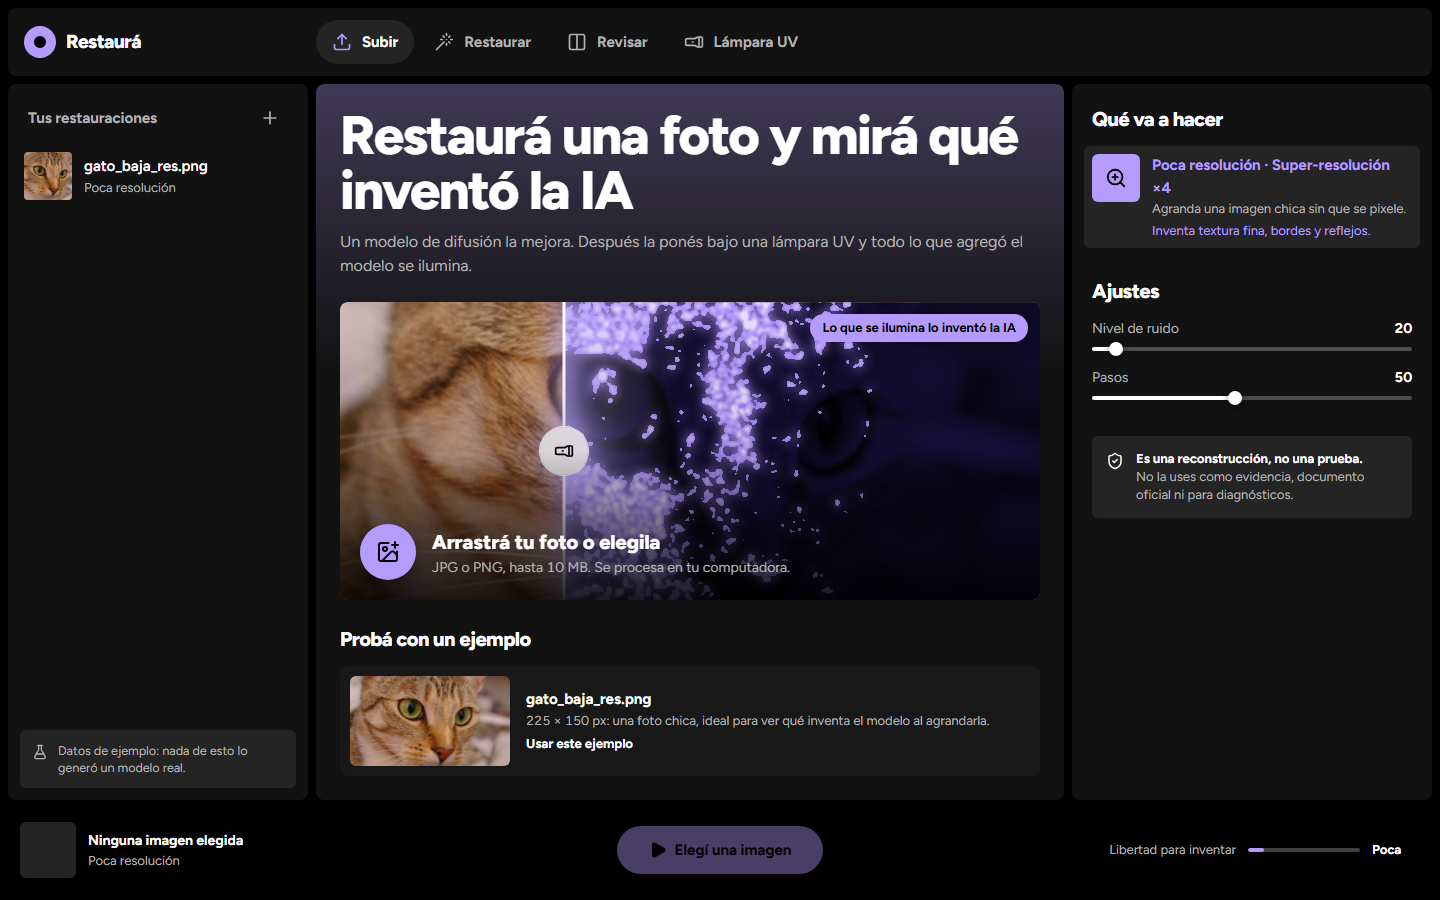 Restaurá
Subir
Restaurar
Revisar
Lámpara UV
Tus restauraciones
gato_baja_res.png
Poca resolución
Datos de ejemplo: nada de esto lo
generó un modelo real.
Restaurá una foto y mirá qué
inventó la IA
Un modelo de difusión la mejora. Después la ponés bajo una lámpara UV y todo lo que agregó el
modelo se ilumina.
Lo que se ilumina lo inventó la IA
Arrastrá tu foto o elegila
JPG o PNG, hasta 10 MB. Se procesa en tu computadora.
Probá con un ejemplo
gato_baja_res.png
225 × 150 px: una foto chica, ideal para ver qué inventa el modelo al agrandarla.
Usar este ejemplo
Qué va a hacer
Poca resolución · Super-resolución
×4
Agranda una imagen chica sin que se pixele.
Inventa textura fina, bordes y reflejos.
Ajustes
Nivel de ruido 20
Pasos 50
Es una reconstrucción, no una prueba.
No la uses como evidencia, documento
oficial ni para diagnósticos.
Ninguna imagen elegida
Poca resolución
Elegí una imagen
Libertad para inventar Poca